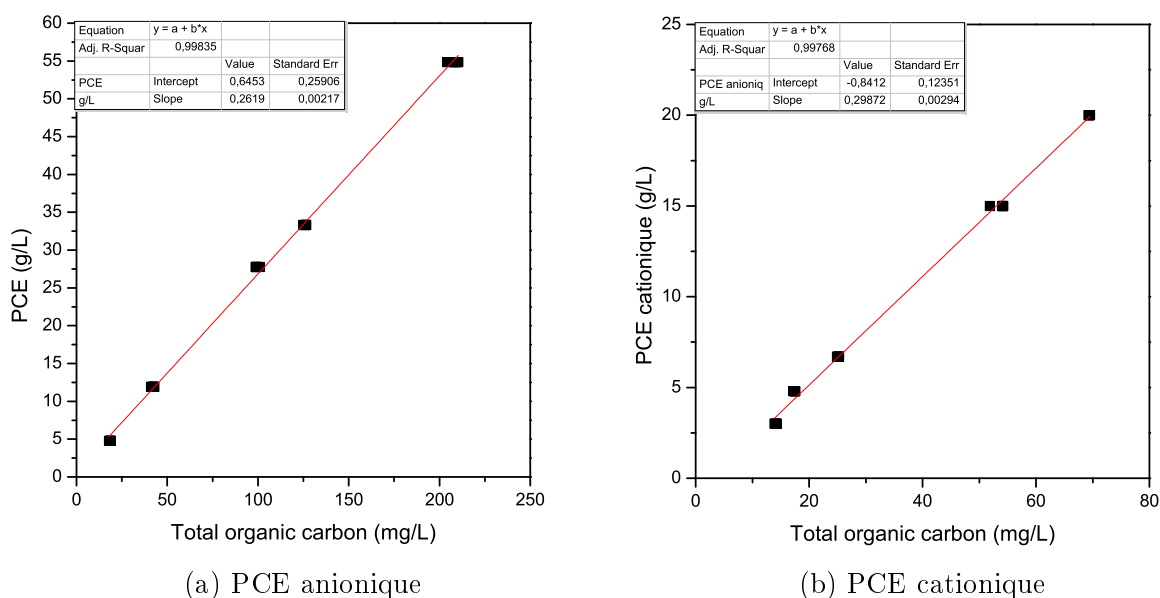 Equation y = a + b*x
Adj. R-Squar 0,99835
Value Standard Err
PCE Intercept 0,6453 0,25906
g/L Slope 0,2619 0,00217
60
55
50
45
40
35
30
25
20
15
10
5
0
PCE (g/L)
0 50 100 150 200 250
Total organic carbon (mg/L)
(a) PCE anionique
Equation y = a + b*x
Adj. R-Squar 0,99768
Value Standard Err
PCE anioniq Intercept -0,8412 0,12351
g/L Slope 0,29872 0,00294
25
20
15
10
5
0
PCE cationique (g/L)
0 20 40 60 80
Total organic carbon (mg/L)
(b) PCE cationique